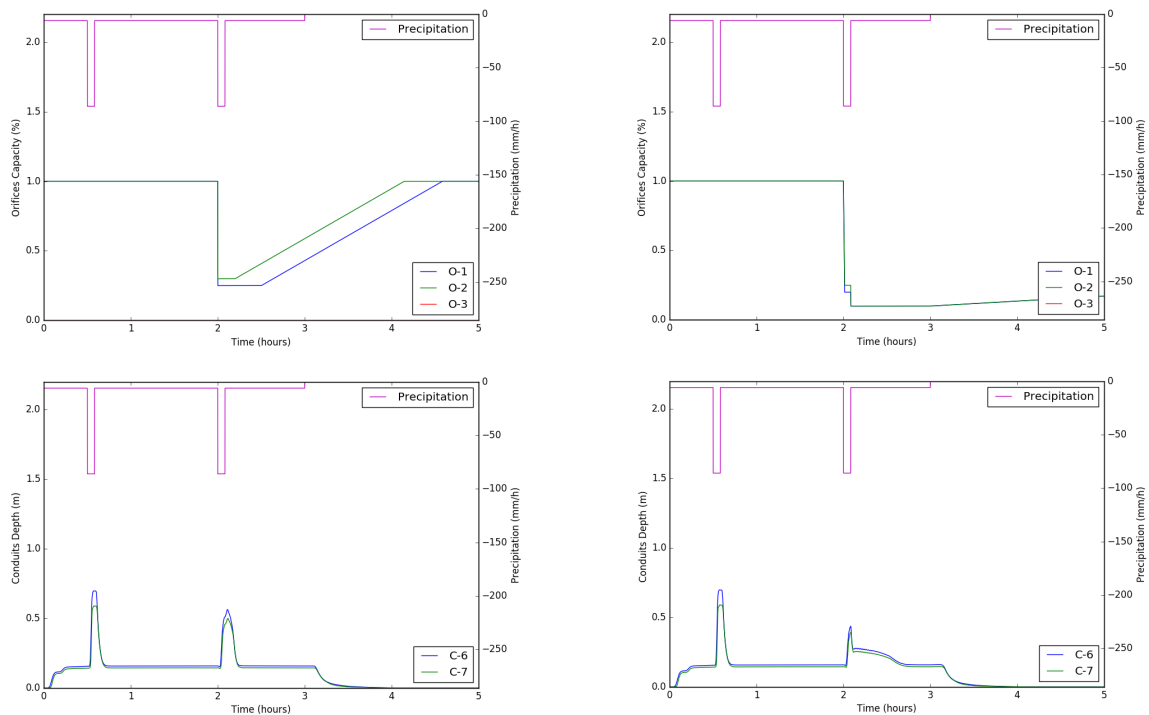 Precipitation
2.0
1.5
1.0
0.5
0.0
Orifices Capacity (%)
0
−50
−100
−150
−200
−250
Precipitation (mm/h)
O-1
O-2
O-3
0 1 2 3 4 5
Time (hours)
Precipitation
2.0
1.5
1.0
0.5
0.0
Orifices Capacity (%)
0
−50
−100
−150
−200
−250
Precipitation (mm/h)
O-1
O-2
O-3
0 1 2 3 4 5
Time (hours)
Precipitation
2.0
1.5
1.0
0.5
0.0
Conduits Depth (m)
0
−50
−100
−150
−200
−250
Precipitation (mm/h)
C-6
C-7
0 1 2 3 4 5
Time (hours)
Precipitation
2.0
1.5
1.0
0.5
0.0
Conduits Depth (m)
0
−50
−100
−150
−200
−250
Precipitation (mm/h)
C-6
C-7
0 1 2 3 4 5
Time (hours)